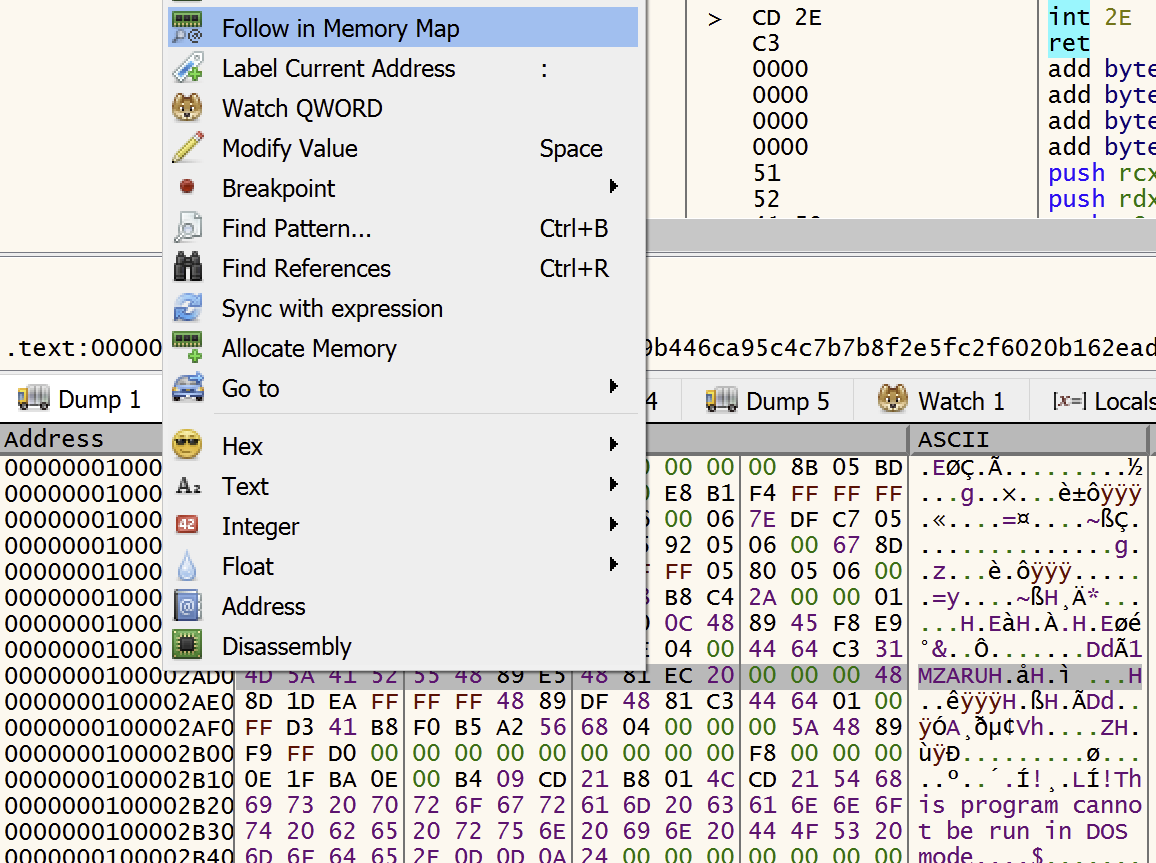 Follow in Memory Map
Label Current Address :
Watch QWORD
Modify Value Space
Breakpoint
Find Pattern... Ctrl+B
Find References Ctrl+R
Sync with expression
Allocate Memory
Go to
Hex
Text
Integer
Float
Address
Disassembly
> CD 2E int 2E
C3 ret
0000 add byte
0000 add byte
0000 add byte
0000 add byte
51 push rcx
52 push rdx
.text:00000
9b446ca95c4c7b7b8f2e5fc2f6020b162ead
Dump 1 4 Dump 5 Watch 1 [x=] Locals
Address ASCII
00000001000 00 00 00 8B 05 BD .EØÇ.Ã.........½
00000001000 E8 B1 F4 FF FF FF ...g..×...è±ôÿÿÿ
00000001000 00 06 7E DF C7 05 .«....=¤....~ßÇ.
00000001000 92 05 06 00 67 8D ..............g.
00000001000 FF 05 80 05 06 00 .z...è.ôÿÿÿ.....
00000001000 B8 C4 2A 00 00 01 .=y....~ßH¸Ä*...
00000001000 0C 48 89 45 F8 E9 ...H.EàH.À.H.Eøé
00000001000 04 00 44 64 C3 31 °&..Ô.......DdÃ1
000000010002AD0 4D 5A 41 52 55 48 89 E5 48 81 EC 20 00 00 00 48 MZARUH.åH.ì ...H
000000010002AE0 8D 1D EA FF FF FF 48 89 DF 48 81 C3 44 64 01 00 ..êÿÿÿH.ßH.ÃDd..
000000010002AF0 FF D3 41 B8 F0 B5 A2 56 68 04 00 00 00 5A 48 89 ÿÓA¸ðµ¢Vh....ZH.
000000010002B00 F9 FF D0 00 00 00 00 00 00 00 00 00 F8 00 00 00 ùÿÐ.........ø...
000000010002B10 0E 1F BA 0E 00 B4 09 CD 21 B8 01 4C CD 21 54 68 ..º..´.Í!¸.LÍ!Th
000000010002B20 69 73 20 70 72 6F 67 72 61 6D 20 63 61 6E 6E 6F is program canno
000000010002B30 74 20 62 65 20 72 75 6E 20 69 6E 20 44 4F 53 20 t be run in DOS
000000010002B40 6D 6F 64 65 2E 0D 0D 0A 24 00 00 00 00 00 00 00 mode....$.......